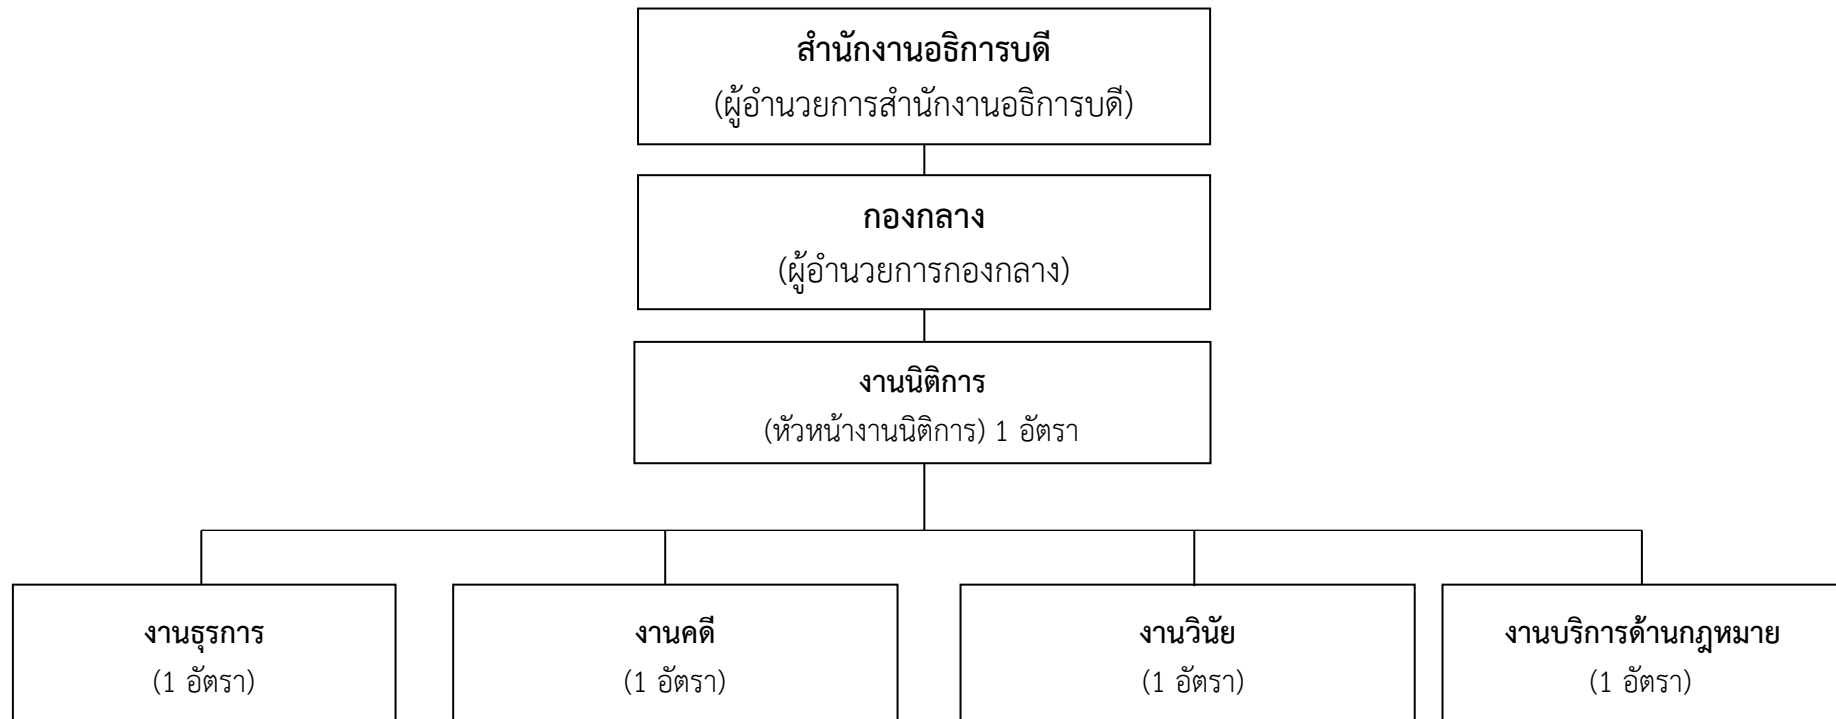 สำนักงานอธิการบดี
(ผู้อำนวยการสำนักงานอธิการบดี)
กองกลาง
(ผู้อำนวยการกองกลาง)
งานนิติการ
(หัวหน้างานนิติการ) 1 อัตรา
งานธุรการ
(1 อัตรา)
งานคดี
(1 อัตรา)
งานวินัย
(1 อัตรา)
งานบริการด้านกฎหมาย
(1 อัตรา)